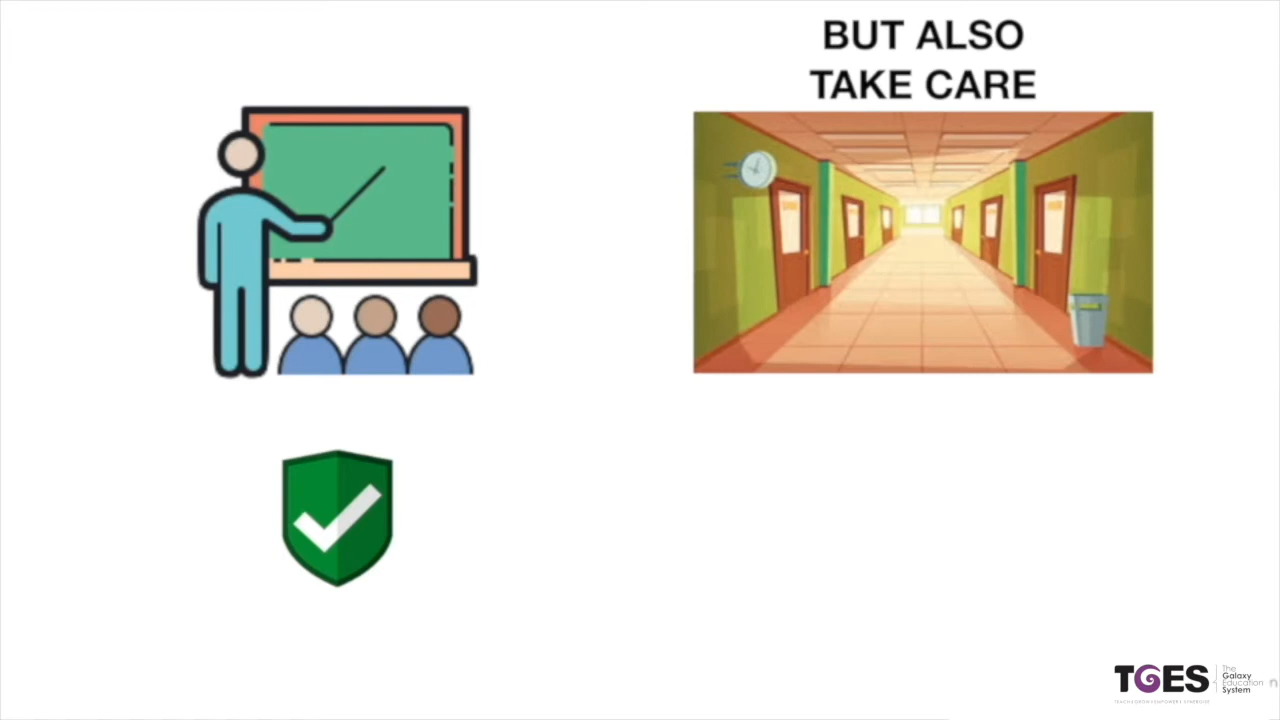 BUT ALSO
TAKE CARE
TGES
The
Galaxy
Education
System